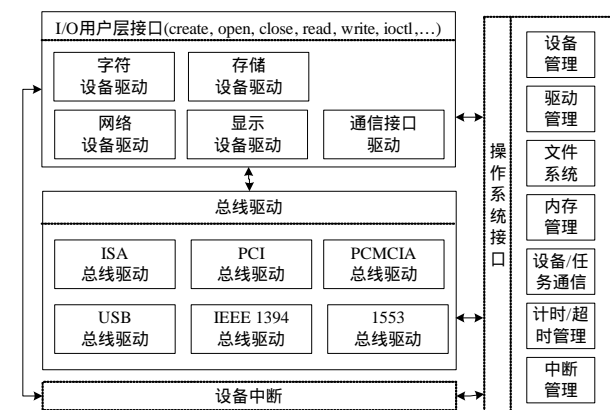 I/O用户层接口(create, open, close, read, write, ioctl,…)
字符
设备驱动
存储
设备驱动
网络
设备驱动
显示
设备驱动
通信接口
驱动
总线驱动
ISA
总线驱动
PCI
总线驱动
PCMCIA
总线驱动
USB
总线驱动
IEEE 1394
总线驱动
1553
总线驱动
设备中断
操
作
系
统
接
口
设备
管理
驱动
管理
文件
系统
内存
管理
设备/任
务通信
计时/超
时管理
中断
管理